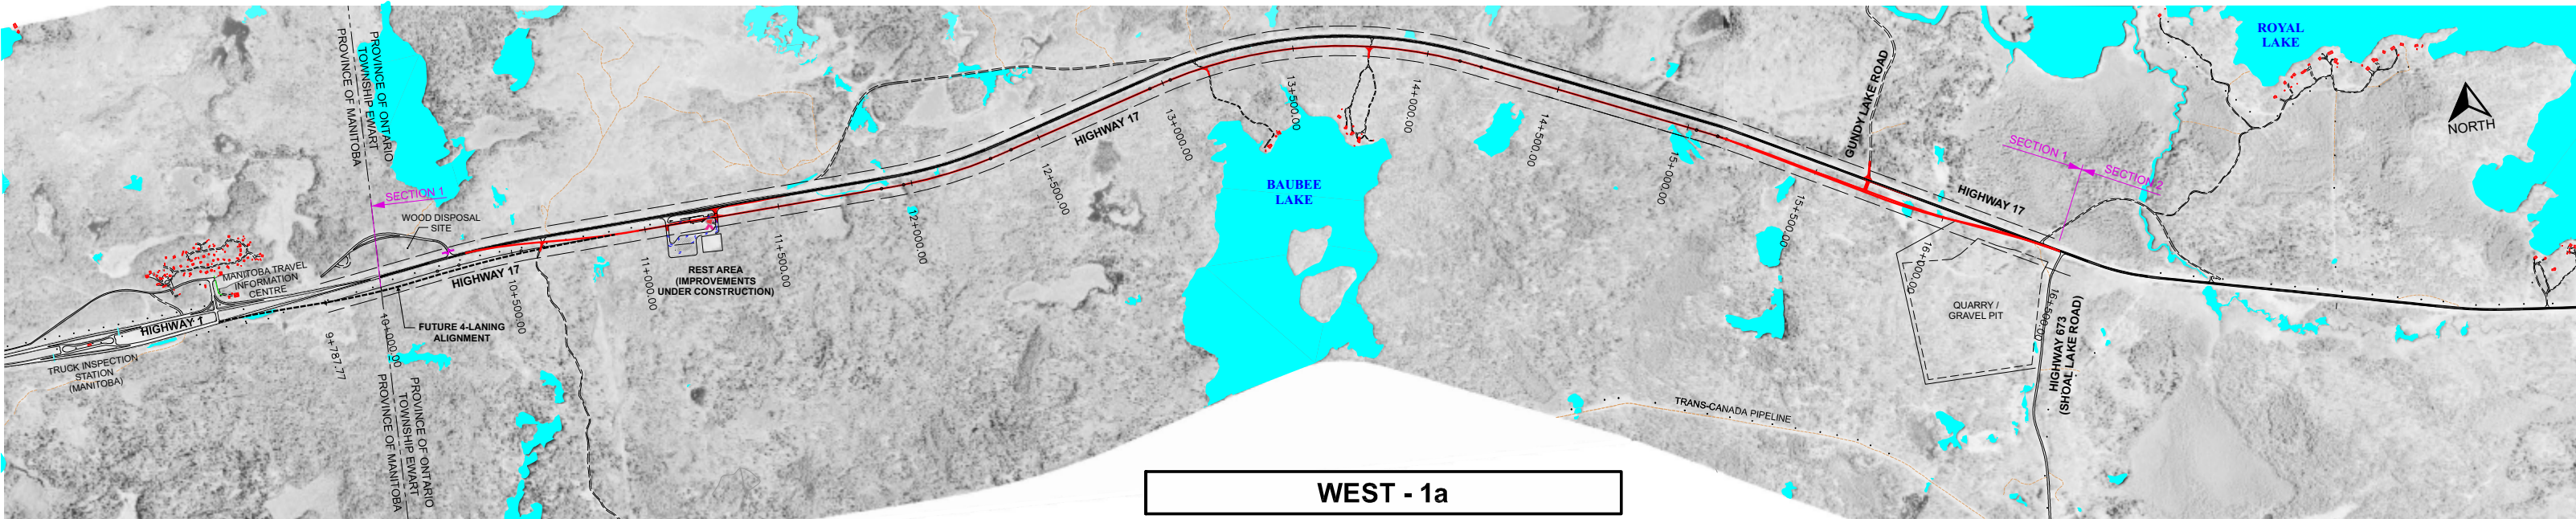 PROVINCE OF ONTARIO
TOWNSHIP EWART
PROVINCE OF MANITOBA
SECTION 1
WOOD DISPOSAL
SITE
MANITOBA TRAVEL
INFORMATION
CENTRE
HIGHWAY 1
TRUCK INSPECTION
STATION
(MANITOBA)
HIGHWAY 17
FUTURE 4-LANING
ALIGNMENT
9+787.77
10+000.00
PROVINCE OF ONTARIO
TOWNSHIP EWART
PROVINCE OF MANITOBA
10+500.00
11+000.00
REST AREA
(IMPROVEMENTS
UNDER CONSTRUCTION)
11+500.00
12+000.00
12+500.00
HIGHWAY 17
13+000.00
13+500.00
14+000.00
BAUBEE
LAKE
14+500.00
15+000.00
15+500.00
GUNDY LAKE ROAD
HIGHWAY 17
SECTION 1
SECTION 2
16+000.00
QUARRY /
GRAVEL PIT
16+500.00
HIGHWAY 673
(SHOAL LAKE ROAD)
TRANS-CANADA PIPELINE
ROYAL
LAKE
NORTH
WEST - 1a